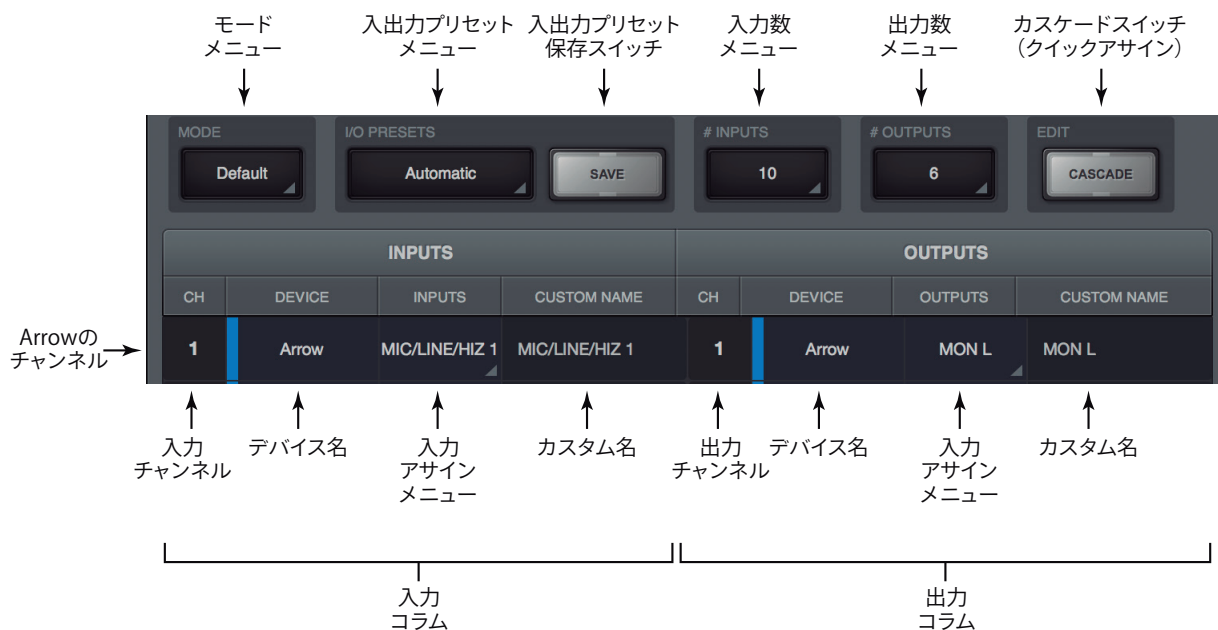 モード
メニュー
入出力プリセット
メニュー
入出力プリセット
保存スイッチ
入力数
メニュー
出力数
メニュー
カスケードスイッチ
（クイックアサイン）
MODE
I/O PRESETS
# INPUTS
# OUTPUTS
EDIT
Default
Automatic
SAVE
10
6
CASCADE
INPUTS
OUTPUTS
CH
DEVICE
INPUTS
CUSTOM NAME
CH
DEVICE
OUTPUTS
CUSTOM NAME
Arrowの
チャンネル
1
Arrow
MIC/LINE/HIZ 1
MIC/LINE/HIZ 1
1
Arrow
MON L
MON L
入力
チャンネル
デバイス名
入力
アサイン
メニュー
カスタム名
出力
チャンネル
デバイス名
入力
アサイン
メニュー
カスタム名
入力
コラム
出力
コラム